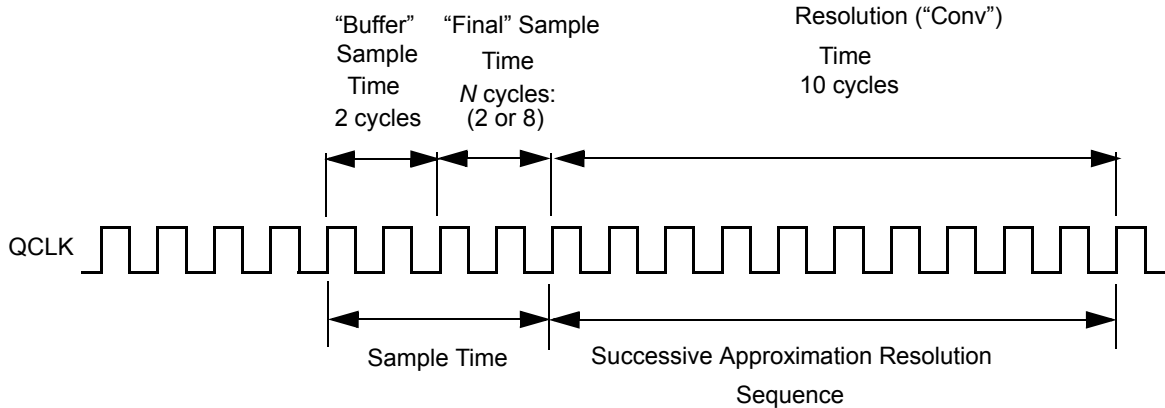 “Buffer”
Sample
Time
2 cycles
“Final” Sample
Time
N cycles:
(2 or 8)
Resolution (“Conv”)
Time
10 cycles
QCLK
Sample Time
Successive Approximation Resolution
Sequence